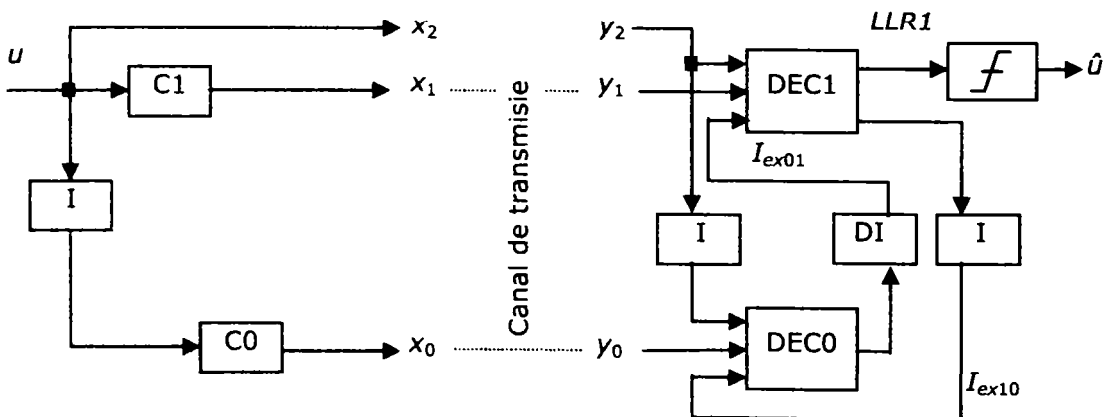 u
C1
I
C0
x2
x1
x0
Canal de transmisie
y2
y1
y0
LLR1
DEC1
û
Iex01
I
DI
I
DEC0
Iex10